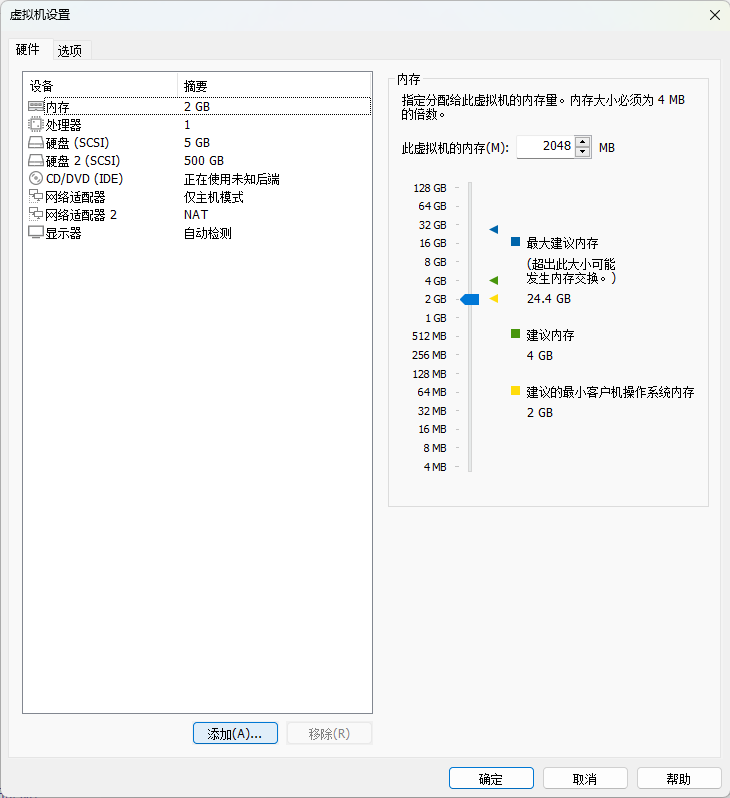 虚拟机设置
硬件 选项
设备 摘要
内存 2 GB
处理器 1
硬盘 (SCSI) 5 GB
硬盘 2 (SCSI) 500 GB
CD/DVD (IDE) 正在使用未知后端
网络适配器 仅主机模式
网络适配器 2 NAT
显示器 自动检测
添加(A)... 移除(R)
内存
指定分配给此虚拟机的内存量。内存大小必须为 4 MB
的倍数。
此虚拟机的内存(M): 2048 MB
128 GB
64 GB
32 GB
16 GB
8 GB
4 GB
2 GB
1 GB
512 MB
256 MB
128 MB
64 MB
32 MB
16 MB
8 MB
4 MB
最大建议内存
(超出此大小可能
发生内存交换。)
24.4 GB
建议内存
4 GB
建议的最小客户机操作系统内存
2 GB
确定 取消 帮助